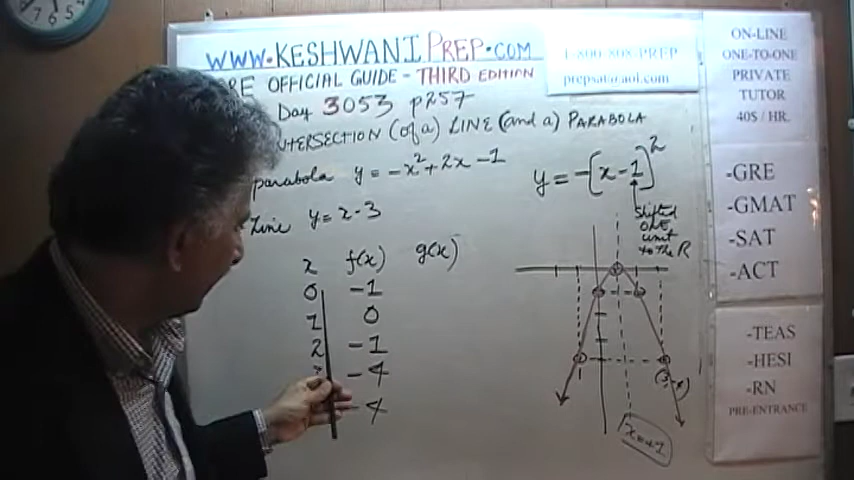 7 6 5
www.KESHWANIPREP.COM
GRE OFFICIAL GUIDE - THIRD EDITION
Day 3053 p257
INTERSECTION (of a) LINE (and a) PARABOLA
parabola y = -x² + 2x - 1
Line y = x - 3
x f(x) g(x)
0 -1
1 0
2 -1
-4
-4
y = -(x - 1)²
Shifted
ONE
unit
to the R
1-800-808-PREP
prepsat@aol.com
ON-LINE
ONE-TO-ONE
PRIVATE
TUTOR
40$ / HR.
-GRE
-GMAT
-SAT
-ACT
-TEAS
-HESI
-RN
PRE-ENTRANCE